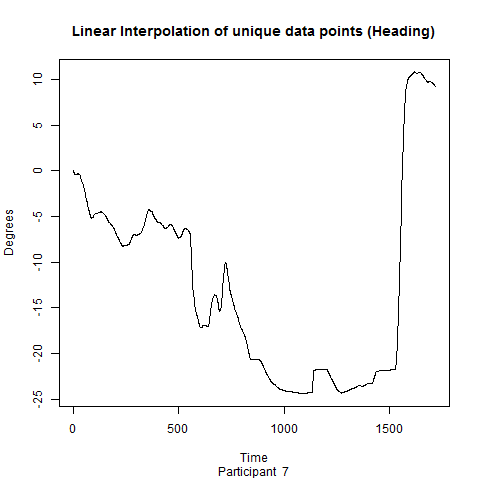 Linear Interpolation of unique data points (Heading)
10
5
0
-5
-10
-15
-20
-25
Degrees
0 500 1000 1500
Time
Participant 7